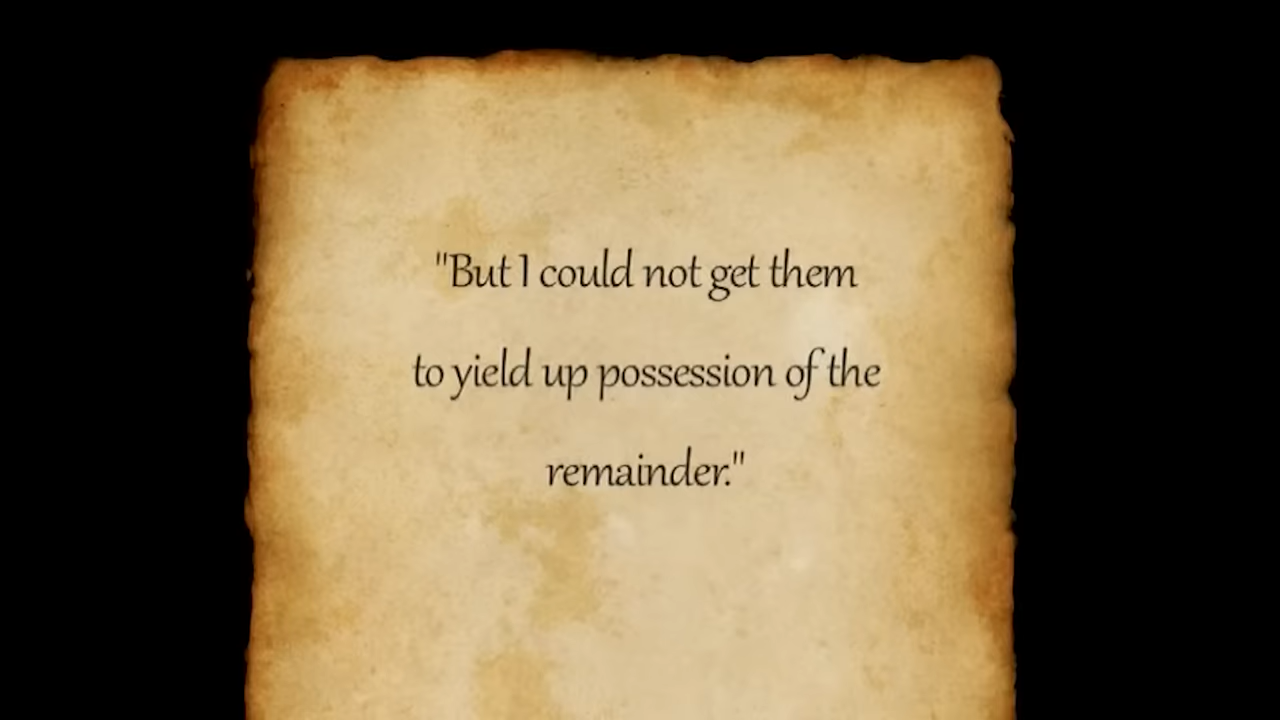 "But I could not get them
to yield up possession of the
remainder."